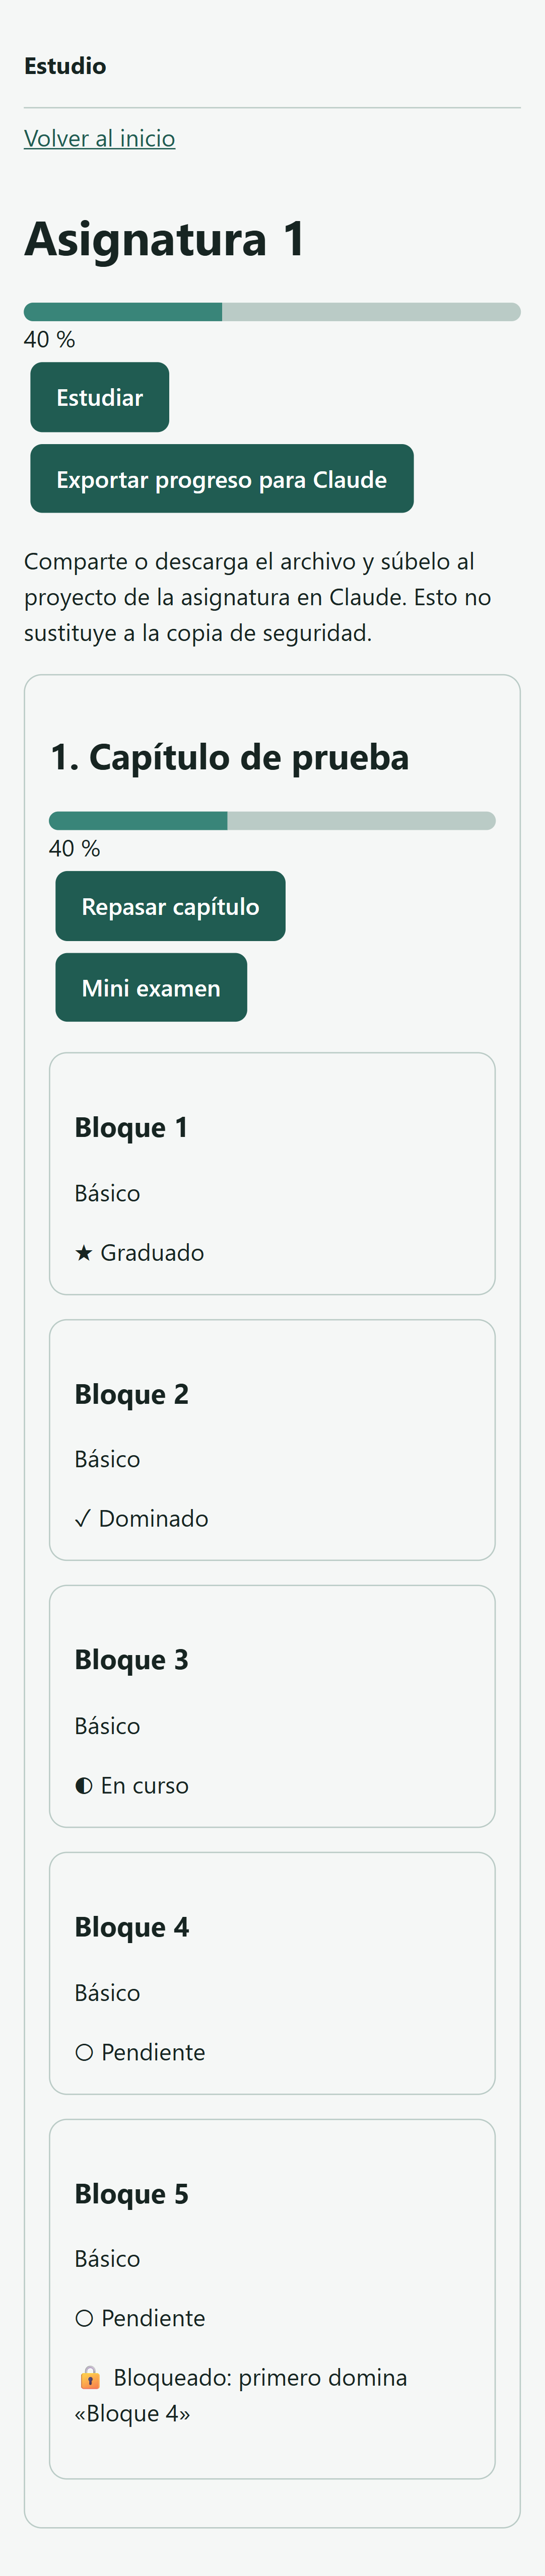 Estudio
Volver al inicio
Asignatura 1
40 %
Estudiar
Exportar progreso para Claude
Comparte o descarga el archivo y súbelo al
proyecto de la asignatura en Claude. Esto no
sustituye a la copia de seguridad.
1. Capítulo de prueba
40 %
Repasar capítulo
Mini examen
Bloque 1
Básico
★ Graduado
Bloque 2
Básico
✓ Dominado
Bloque 3
Básico
◐ En curso
Bloque 4
Básico
○ Pendiente
Bloque 5
Básico
○ Pendiente
🔒 Bloqueado: primero domina
«Bloque 4»